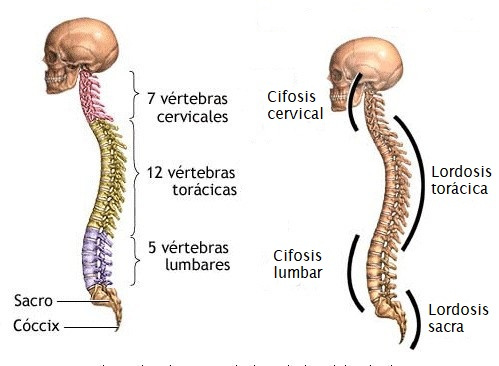 7 vértebras
cervicales
12 vértebras
torácicas
5 vértebras
lumbares
Sacro
Cóccix
Cifosis
cervical
Lordosis
torácica
Cifosis
lumbar
Lordosis
sacra